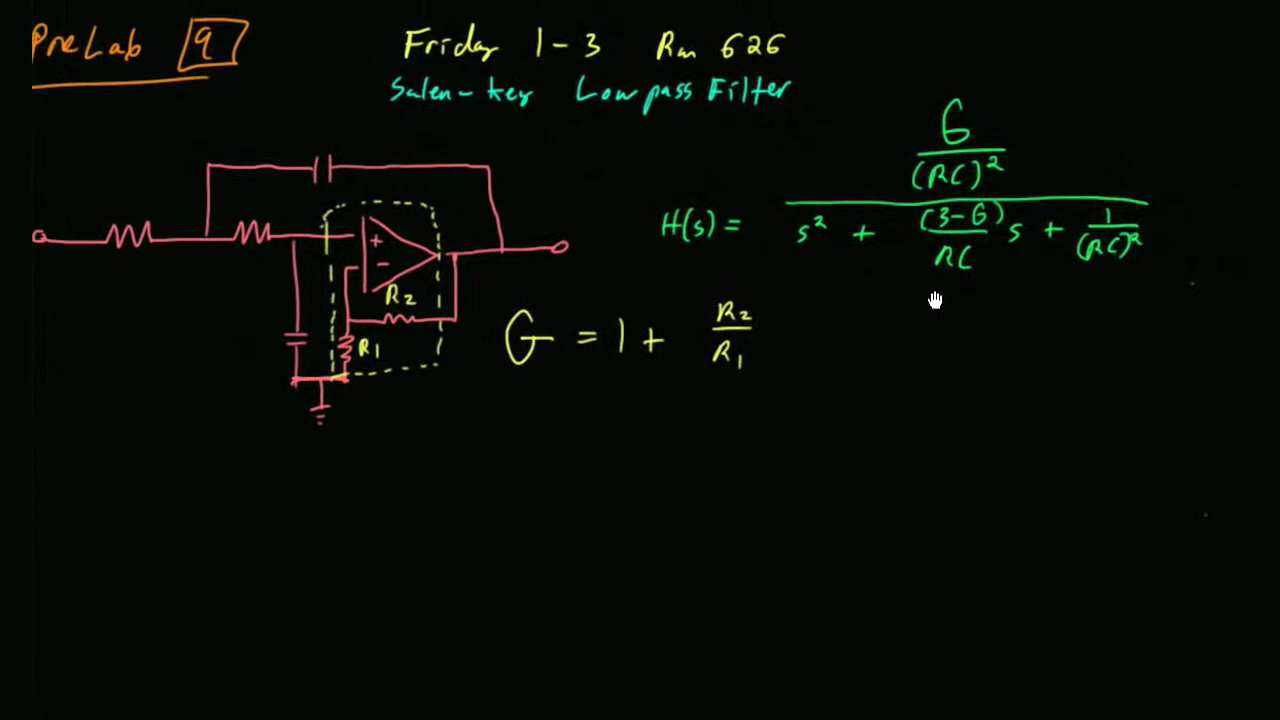 PreLab 9
Friday 1-3 Rm 626
Salen-key Lowpass Filter
G
(RC)²
H(s) = s² + (3-G) s + 1
RC (RC)²
+
-
R2
R1
G = 1 + R2
R1